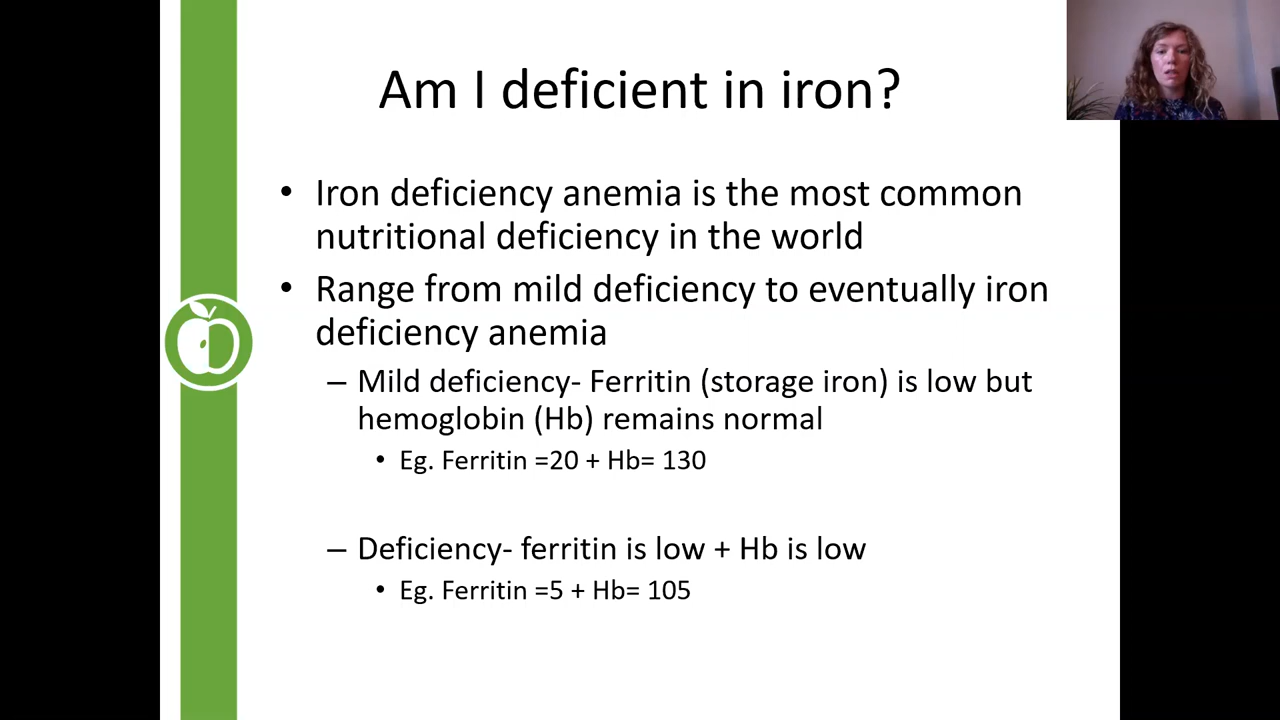 Am I deficient in iron?
• Iron deficiency anemia is the most common
nutritional deficiency in the world
• Range from mild deficiency to eventually iron
deficiency anemia
– Mild deficiency- Ferritin (storage iron) is low but
hemoglobin (Hb) remains normal
• Eg. Ferritin =20 + Hb= 130
– Deficiency- ferritin is low + Hb is low
• Eg. Ferritin =5 + Hb= 105